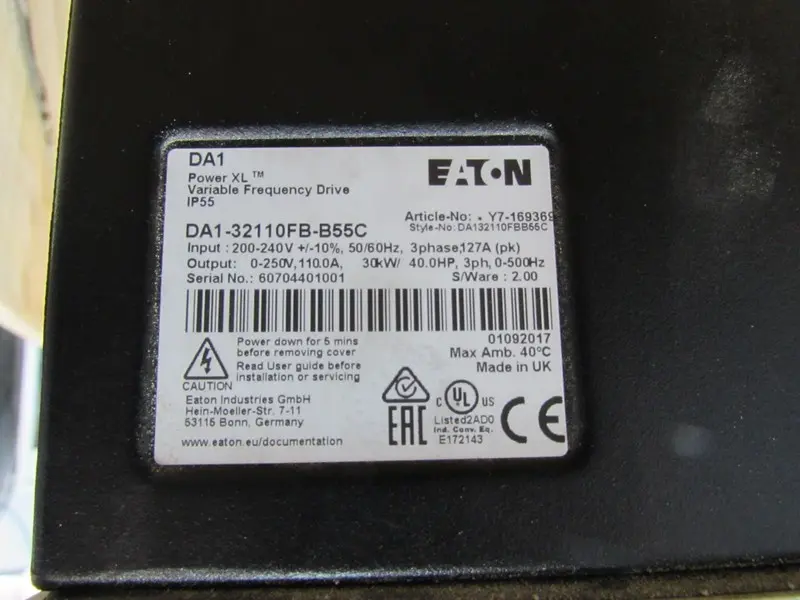 DA1
Power XL™
Variable Frequency Drive
IP55
EATON
Article-No: . Y7-169369
DA1-32110FB-B55C
Style-No: DA132110FBB55C
Input : 200-240V +/-10%, 50/60Hz, 3phase,127A (pk)
Output: 0-250V, 110.0A, 30kW/ 40.0HP, 3ph, 0-500Hz
Serial No.: 60704401001
S/Ware : 2.00
01092017
Max Amb. 40°C
Made in UK
CAUTION
Power down for 5 mins
before removing cover
Read User guide before
installation or servicing
Eaton Industries GmbH
Hein-Moeller-Str. 7-11
53115 Bonn, Germany
www.eaton.eu/documentation
EAC
C UL US
Listed2AD0
Ind. Conv. Eq.
E172143
CE